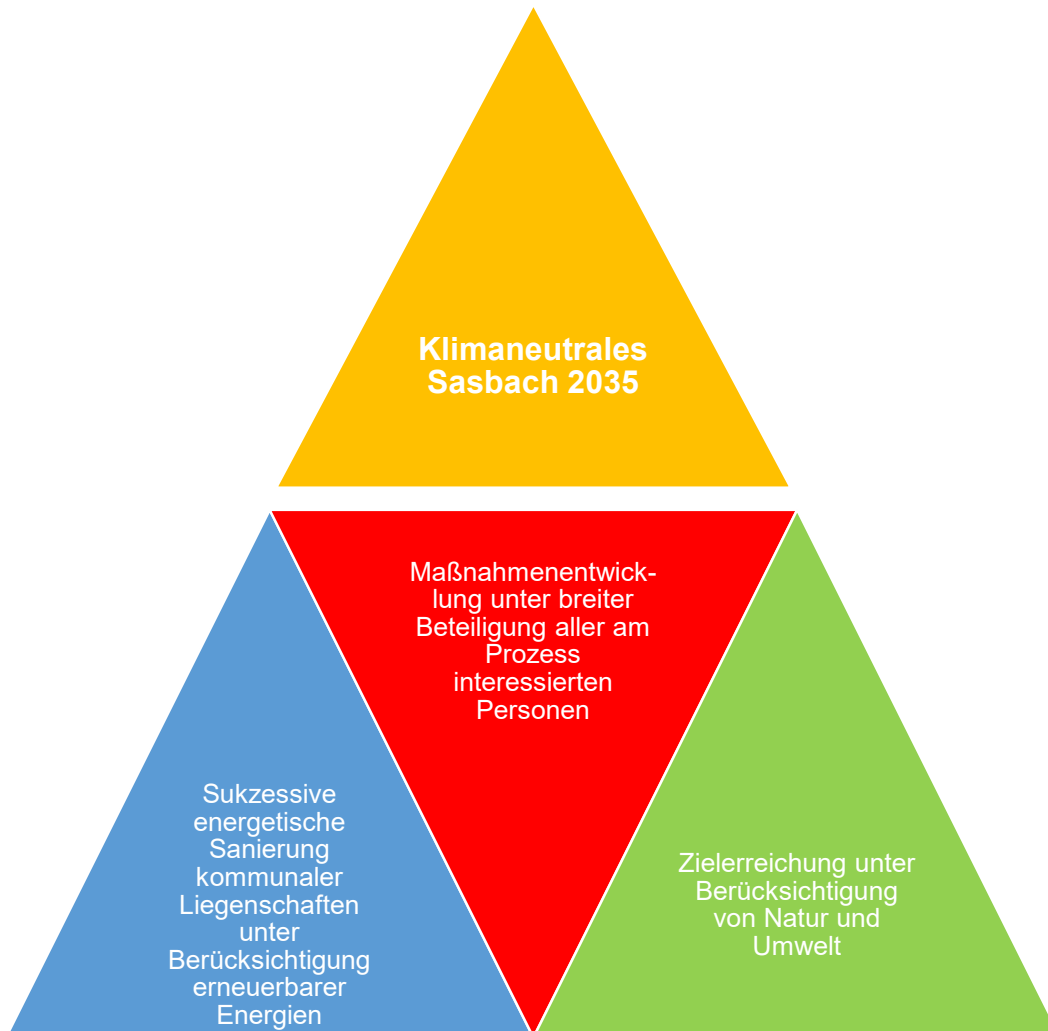 Klimaneutrales
Sasbach 2035
Maßnahmenentwick-
lung unter breiter
Beteiligung aller am
Prozess
interessierten
Personen
Sukzessive
energetische
Sanierung
kommunaler
Liegenschaften
unter
Berücksichtigung
erneuerbarer
Energien
Zielerreichung unter
Berücksichtigung
von Natur und
Umwelt